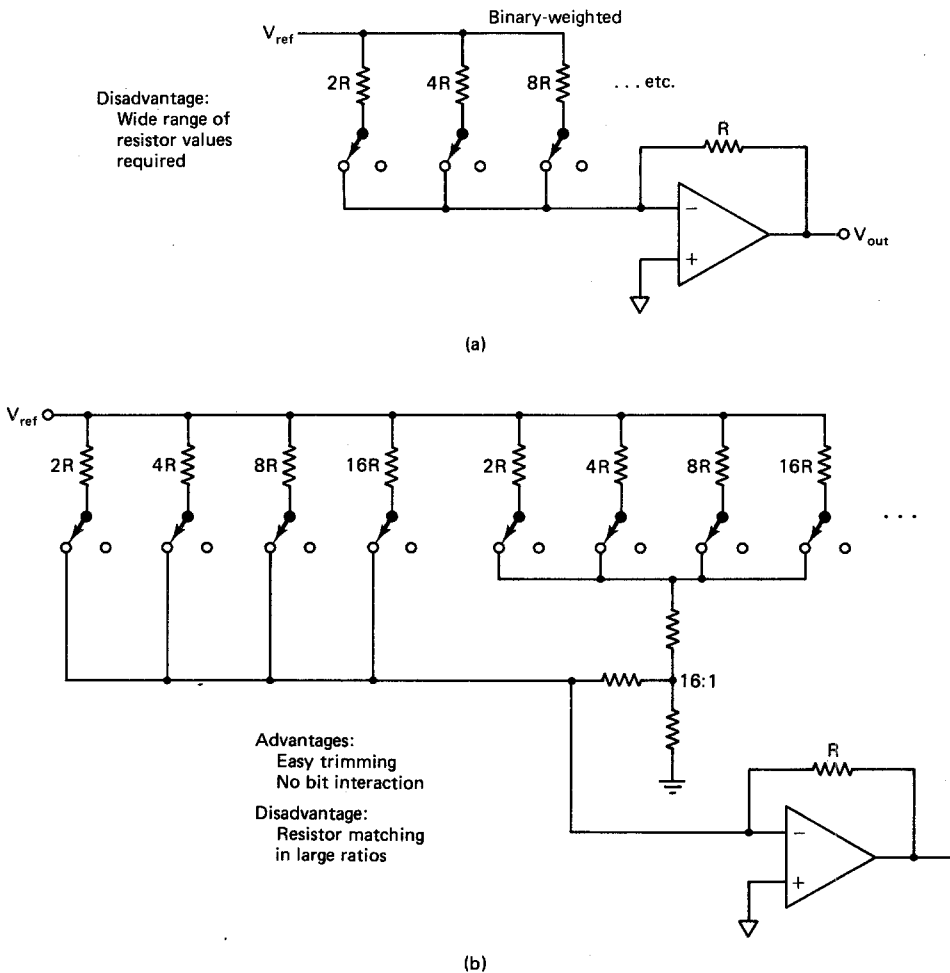 Binary-weighted
V_ref
2R
4R
8R
...etc.
Disadvantage:
Wide range of
resistor values
required
R
−
+
V_out
(a)
V_ref
2R
4R
8R
16R
2R
4R
8R
16R
...
16:1
Advantages:
Easy trimming
No bit interaction
Disadvantage:
Resistor matching
in large ratios
R
−
+
(b)